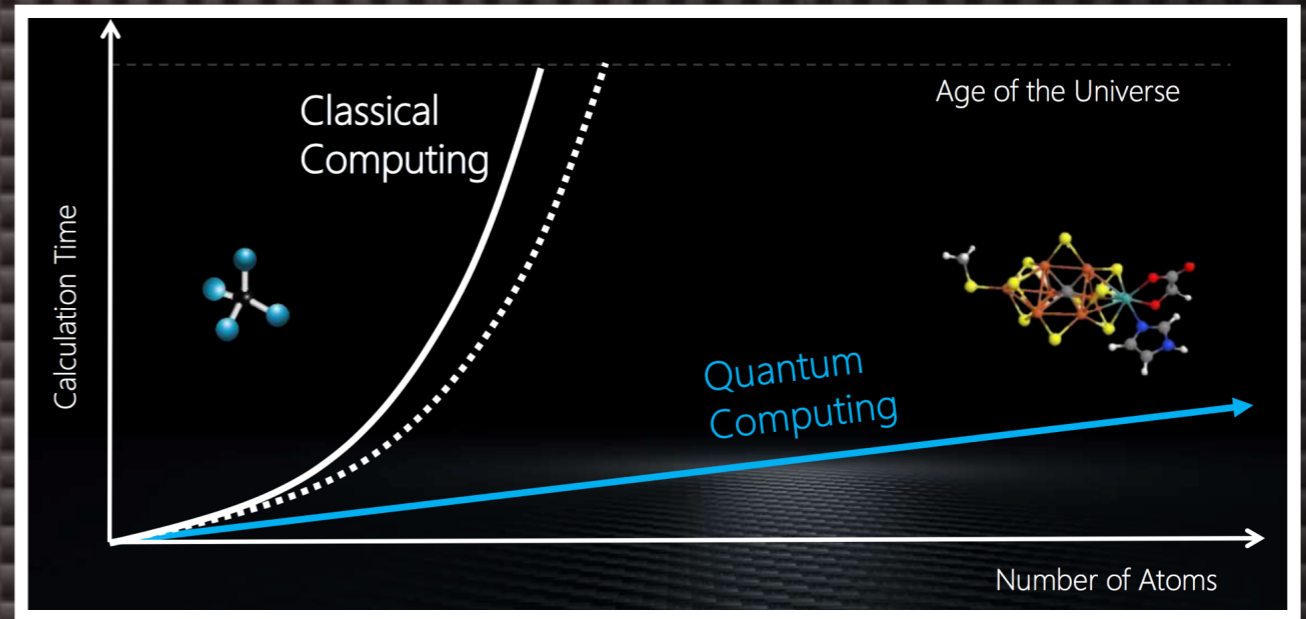 Classical
Computing
Age of the Universe
Calculation Time
Quantum
Computing
Number of Atoms